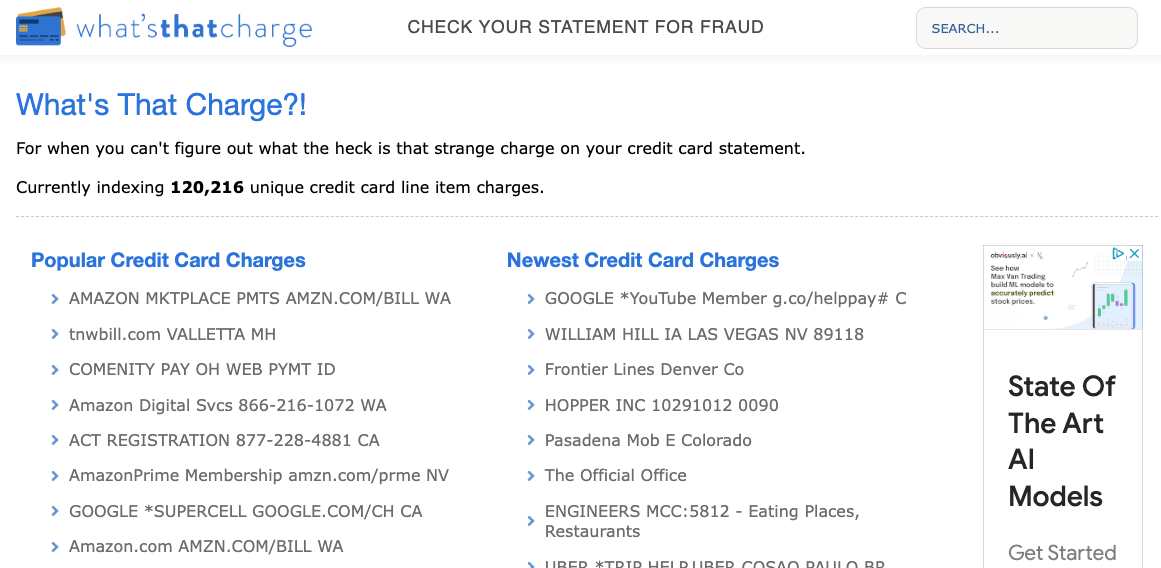 what'sthatcharge
CHECK YOUR STATEMENT FOR FRAUD
SEARCH...
What's That Charge?!
For when you can't figure out what the heck is that strange charge on your credit card statement.
Currently indexing 120,216 unique credit card line item charges.
Popular Credit Card Charges
AMAZON MKTPLACE PMTS AMZN.COM/BILL WA
tnwbill.com VALLETTA MH
COMENITY PAY OH WEB PYMT ID
Amazon Digital Svcs 866-216-1072 WA
ACT REGISTRATION 877-228-4881 CA
AmazonPrime Membership amzn.com/prme NV
GOOGLE *SUPERCELL GOOGLE.COM/CH CA
Amazon.com AMZN.COM/BILL WA
Newest Credit Card Charges
GOOGLE *YouTube Member g.co/helppay# C
WILLIAM HILL IA LAS VEGAS NV 89118
Frontier Lines Denver Co
HOPPER INC 10291012 0090
Pasadena Mob E Colorado
The Official Office
ENGINEERS MCC:5812 - Eating Places,
Restaurants
UBER *TRIP HELP.UBER.COSAO PAULO BR
obviously.ai
See how
Max Van Trading
build ML models to
accurately predict
stock prices.
State Of
The Art
AI
Models
Get Started